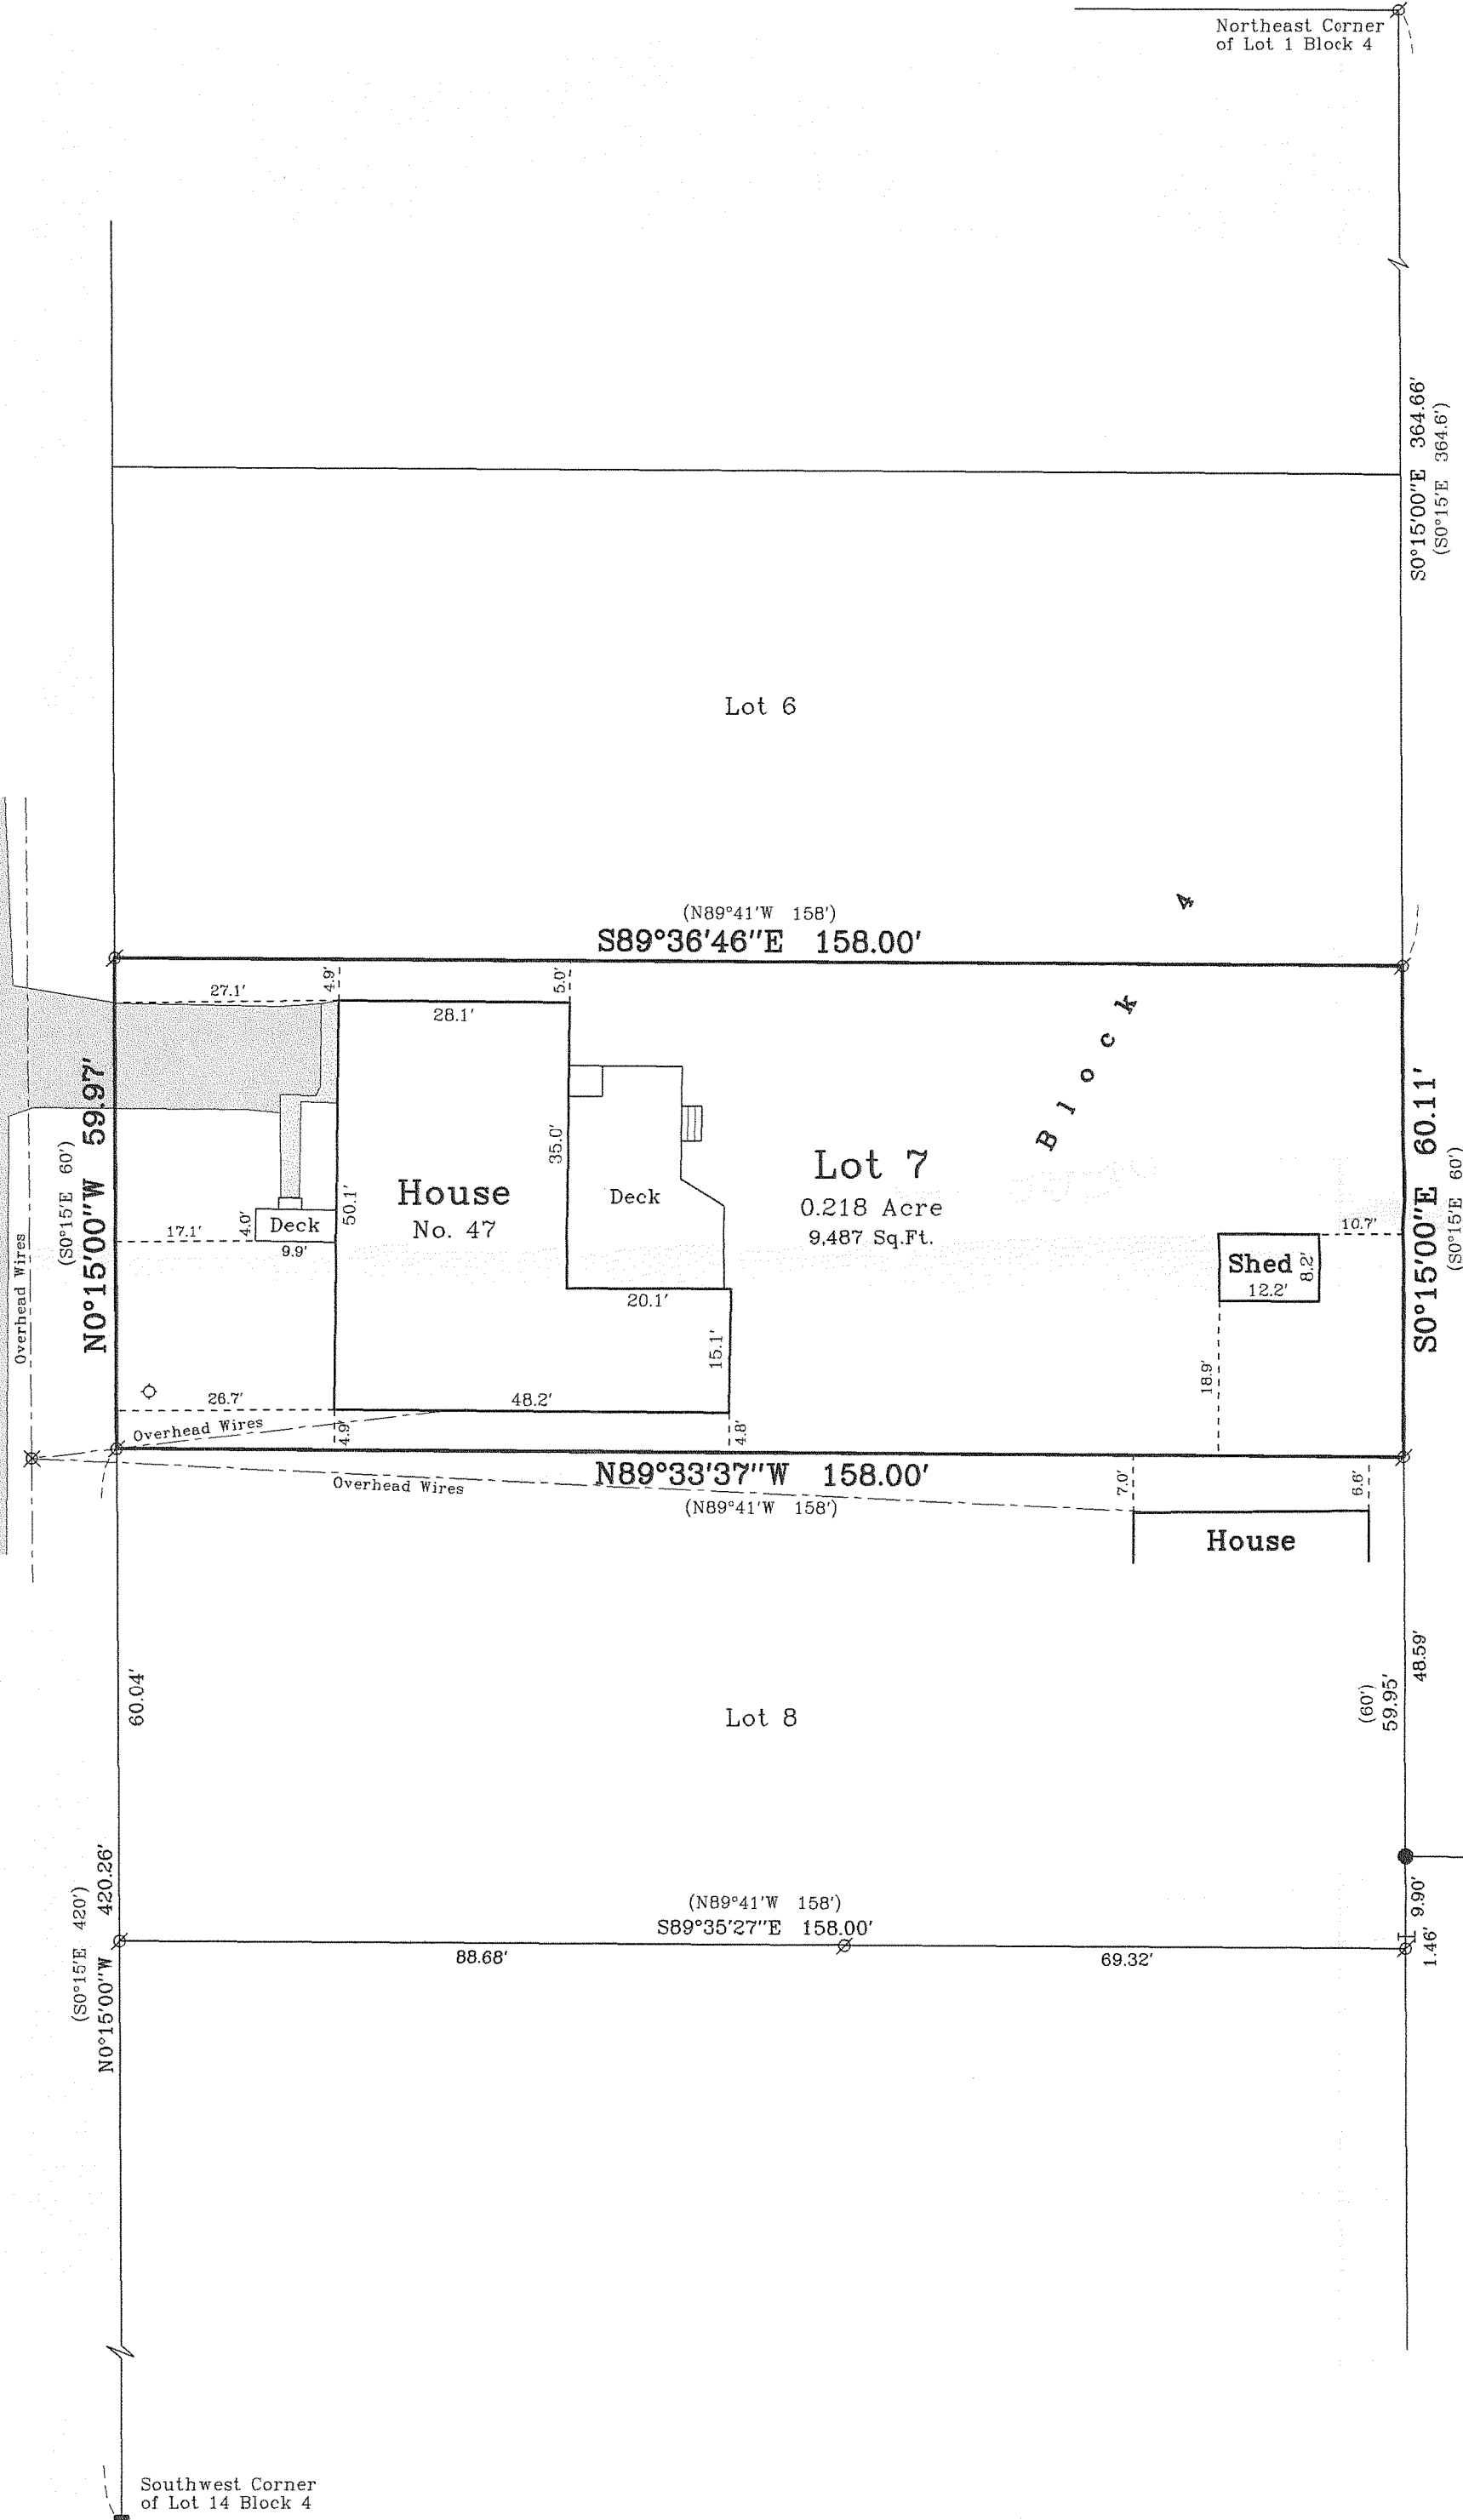 Northeast Corner
of Lot 1 Block 4
S0°15'00"E 364.66'
(S0°15'E 364.6')
Lot 6
(N89°41'W 158')
S89°36'46"E 158.00'
4
Block
27.1'
4.9'
5.0'
28.1'
N0°15'00"W 59.97'
(S0°15'E 60')
Overhead Wires
35.0'
50.1'
House
No. 47
Deck
Lot 7
0.218 Acre
9,487 Sq.Ft.
17.1'
4.0'
Deck
9.9'
10.7'
Shed
8.2'
12.2'
S0°15'00"E 60.11'
(S0°15'E 60')
20.1'
15.1'
18.9'
26.7'
48.2'
Overhead Wires
4.9'
4.8'
N89°33'37"W 158.00'
Overhead Wires
(N89°41'W 158')
7.0'
6.6'
House
60.04'
Lot 8
(60')
59.95'
48.59'
N0°15'00"W 420.26'
(S0°15'E 420')
(N89°41'W 158')
S89°35'27"E 158.00'
88.68'
69.32'
9.90'
1.46'
Southwest Corner
of Lot 14 Block 4